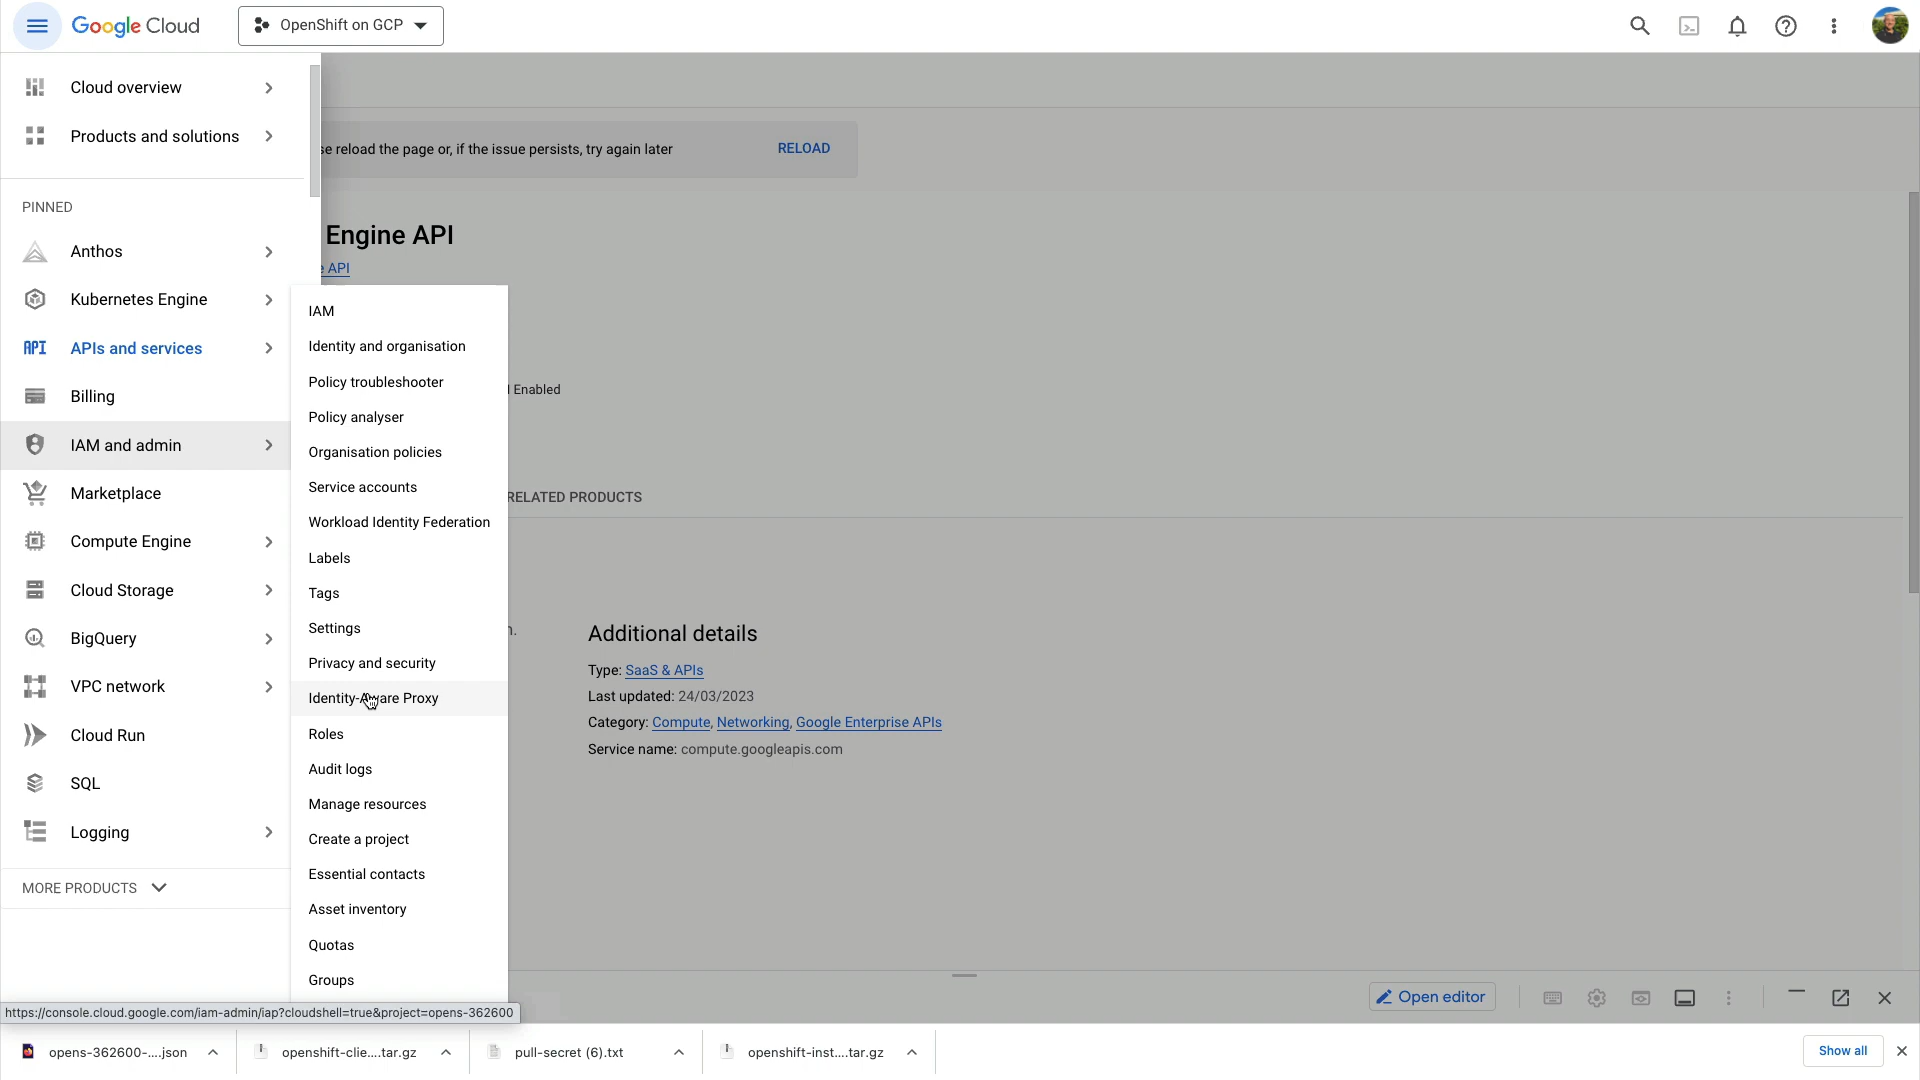 Google Cloud
OpenShift on GCP
Cloud overview
Products and solutions
PINNED
Anthos
Kubernetes Engine
APIs and services
Billing
IAM and admin
Marketplace
Compute Engine
Cloud Storage
BigQuery
VPC network
Cloud Run
SQL
Logging
MORE PRODUCTS
IAM
Identity and organisation
Policy troubleshooter
Policy analyser
Organisation policies
Service accounts
Workload Identity Federation
Labels
Tags
Settings
Privacy and security
Identity-Aware Proxy
Roles
Audit logs
Manage resources
Create a project
Essential contacts
Asset inventory
Quotas
Groups
reload the page or, if the issue persists, try again later
RELOAD
Engine API
API
Enabled
RELATED PRODUCTS
Additional details
Type: SaaS & APIs
Last updated: 24/03/2023
Category: Compute, Networking, Google Enterprise APIs
Service name: compute.googleapis.com
Open editor
https://console.cloud.google.com/iam-admin/iap?cloudshell=true&project=opens-362600
opens-362600-....json
openshift-clie....tar.gz
pull-secret (6).txt
openshift-inst....tar.gz
Show all